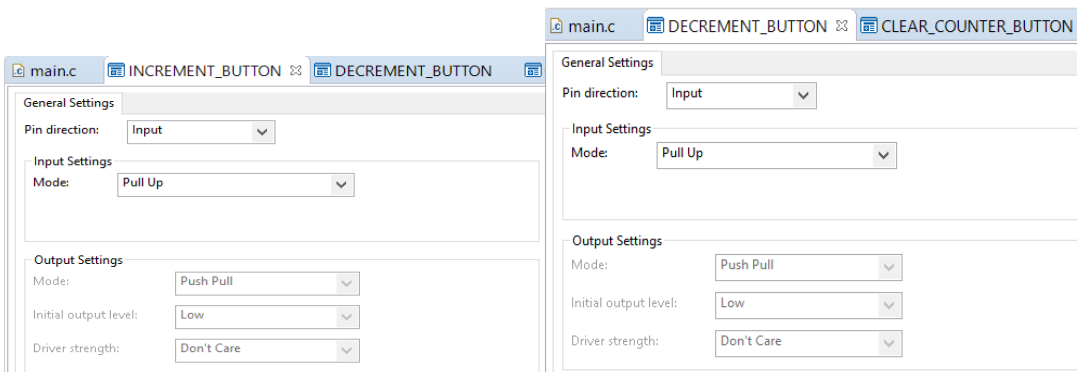 main.c INCREMENT_BUTTON DECREMENT_BUTTON
General Settings
Pin direction: Input
Input Settings
Mode: Pull Up
Output Settings
Mode: Push Pull
Initial output level: Low
Driver strength: Don't Care
main.c DECREMENT_BUTTON CLEAR_COUNTER_BUTTON
General Settings
Pin direction: Input
Input Settings
Mode: Pull Up
Output Settings
Mode: Push Pull
Initial output level: Low
Driver strength: Don't Care